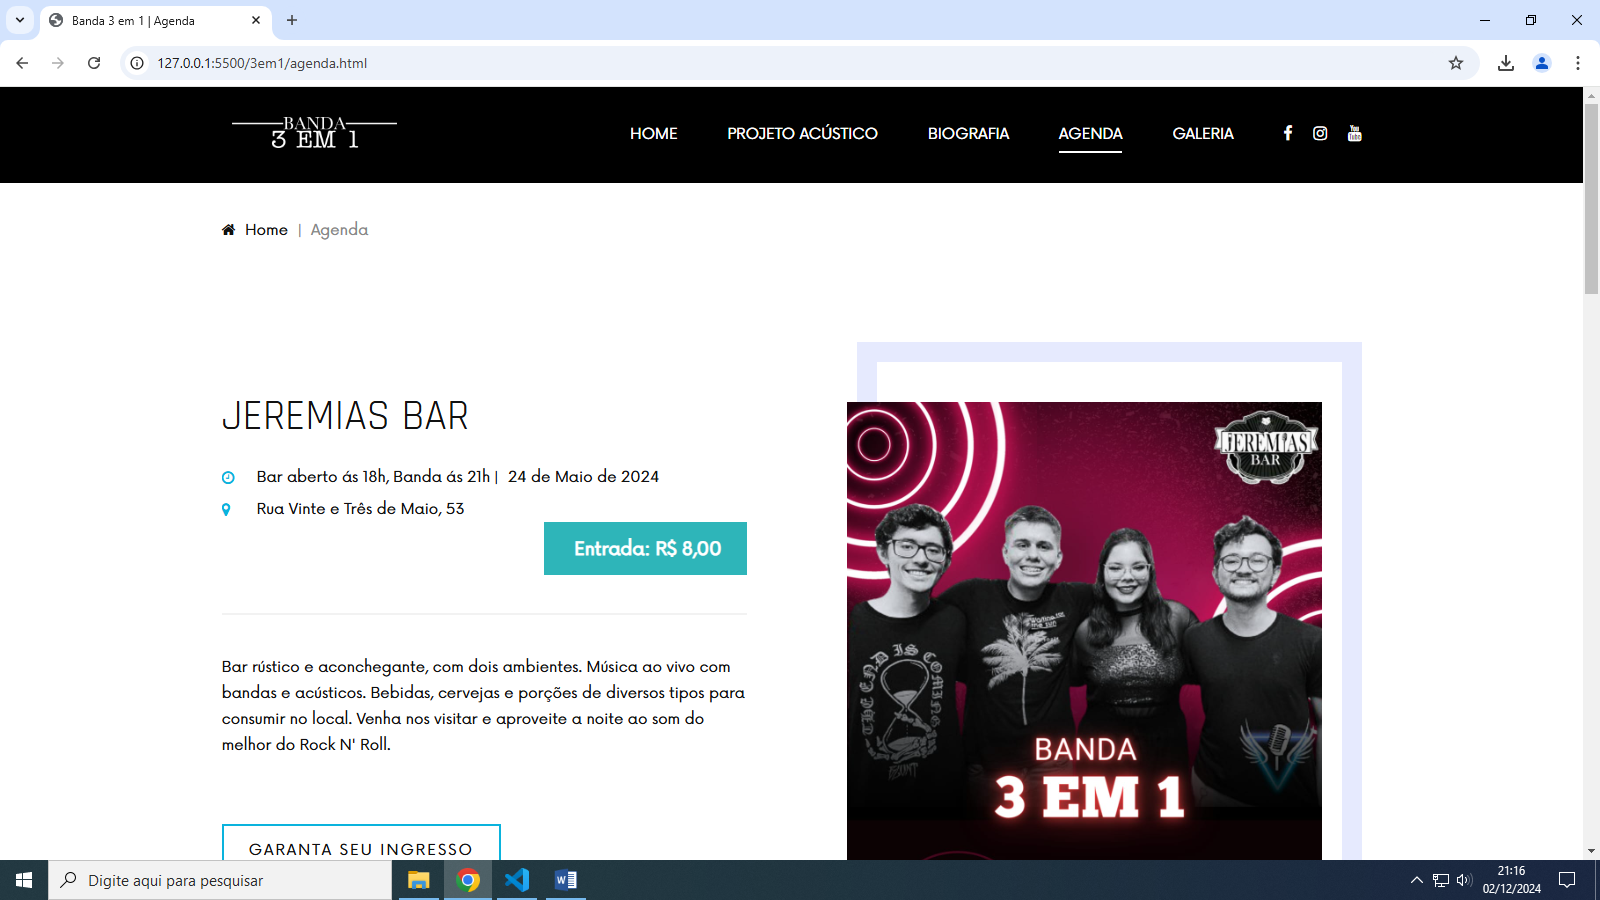 Banda 3 em 1 | Agenda
127.0.0.1:5500/3em1/agenda.html
BANDA
3 EM 1
HOME
PROJETO ACÚSTICO
BIOGRAFIA
AGENDA
GALERIA
You
Tube
Home | Agenda
JEREMIAS BAR
Bar aberto ás 18h, Banda ás 21h | 24 de Maio de 2024
Rua Vinte e Três de Maio, 53
Entrada: R$ 8,00
Bar rústico e aconchegante, com dois ambientes. Música ao vivo com
bandas e acústicos. Bebidas, cervejas e porções de diversos tipos para
consumir no local. Venha nos visitar e aproveite a noite ao som do
melhor do Rock N' Roll.
GARANTA SEU INGRESSO
JEREMIAS
BAR
THE END IS
BANDA
3 EM 1
Digite aqui para pesquisar
21:16
02/12/2024